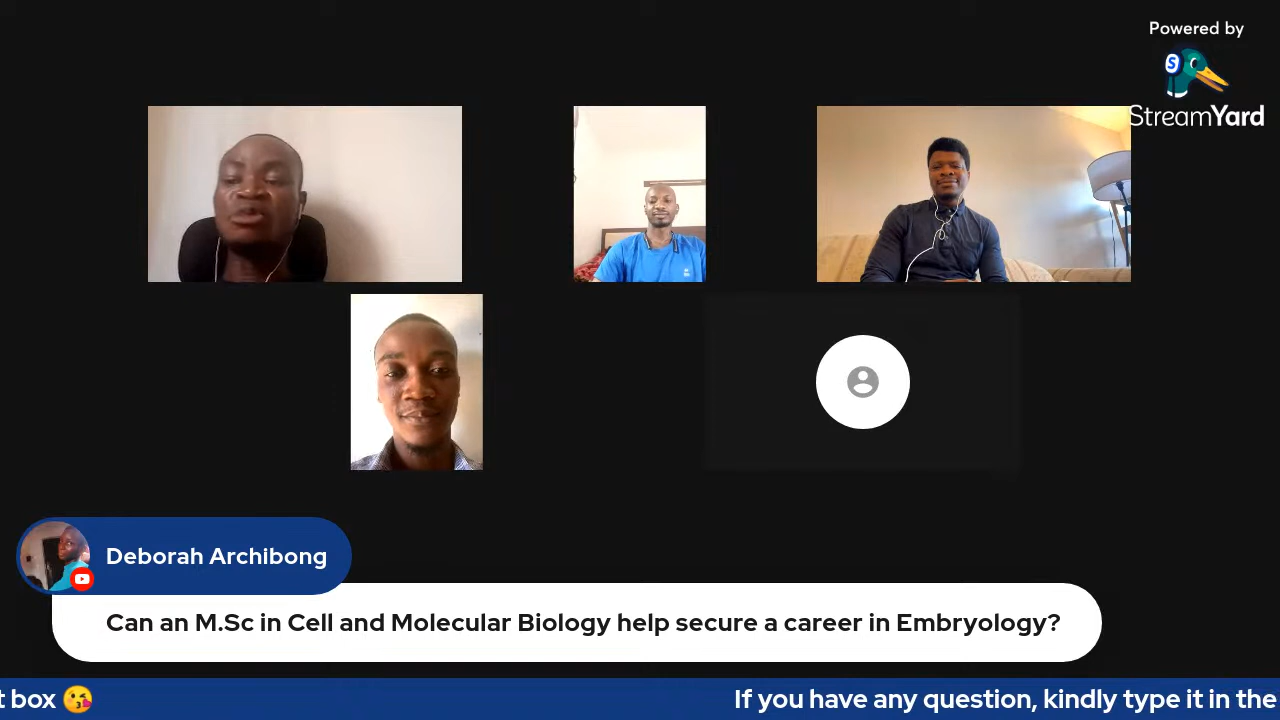 Powered by
StreamYard
Deborah Archibong
Can an M.Sc in Cell and Molecular Biology help secure a career in Embryology?
t box 😘 If you have any question, kindly type it in the